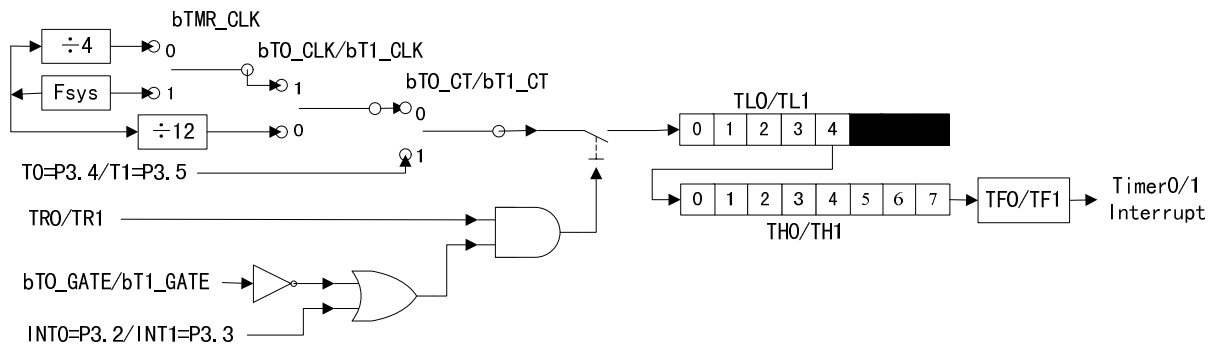 bTMR_CLK
÷4
0
bT0_CLK/bT1_CLK
Fsys
1
1
bT0_CT/bT1_CT
0
÷12
0
1
T0=P3.4/T1=P3.5
TL0/TL1
0 1 2 3 4
TR0/TR1
0 1 2 3 4 5 6 7
TH0/TH1
TF0/TF1
Timer0/1
Interrupt
bT0_GATE/bT1_GATE
INT0=P3.2/INT1=P3.3